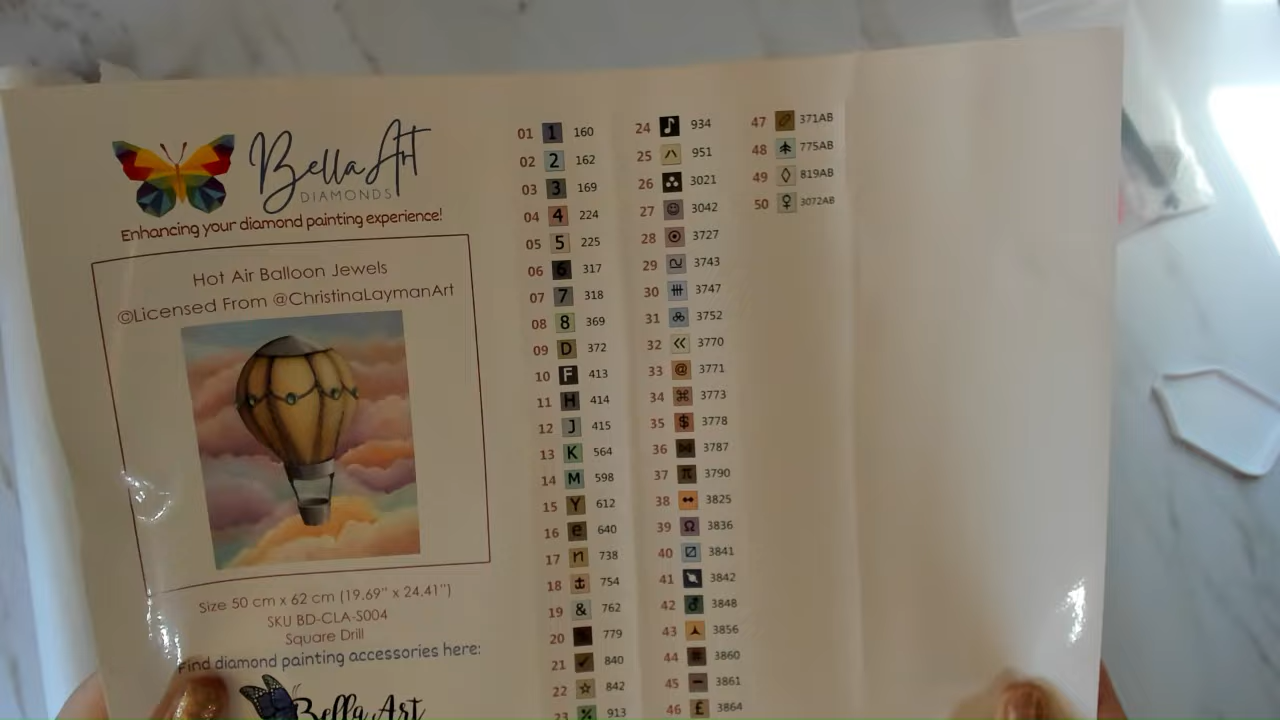 Bella Art
DIAMONDS
Enhancing your diamond painting experience!
Hot Air Balloon Jewels
©Licensed From @ChristinaLaymanArt
Size 50 cm x 62 cm (19.69" x 24.41")
SKU BD-CLA-S004
Square Drill
Find diamond painting accessories here:
Bella Art
01 1 160
02 2 162
03 3 169
04 4 224
05 5 225
06 6 317
07 7 318
08 8 369
09 D 372
10 F 413
11 H 414
12 J 415
13 K 564
14 M 598
15 Y 612
16 e 640
17 n 738
18 754
19 & 762
20 779
21 ✓ 840
22 ☆ 842
23 % 913
24 ♪ 934
25 951
26 3021
27 ☺ 3042
28 ⊙ 3727
29 3743
30 3747
31 3752
32 « 3770
33 @ 3771
34 ⌘ 3773
35 $ 3778
36 3787
37 π 3790
38 3825
39 Ω 3836
40 3841
41 3842
42 ♂ 3848
43 3856
44 3860
45 3861
46 £ 3864
47 371AB
48 775AB
49 ◊ 819AB
50 ♀ 3072AB